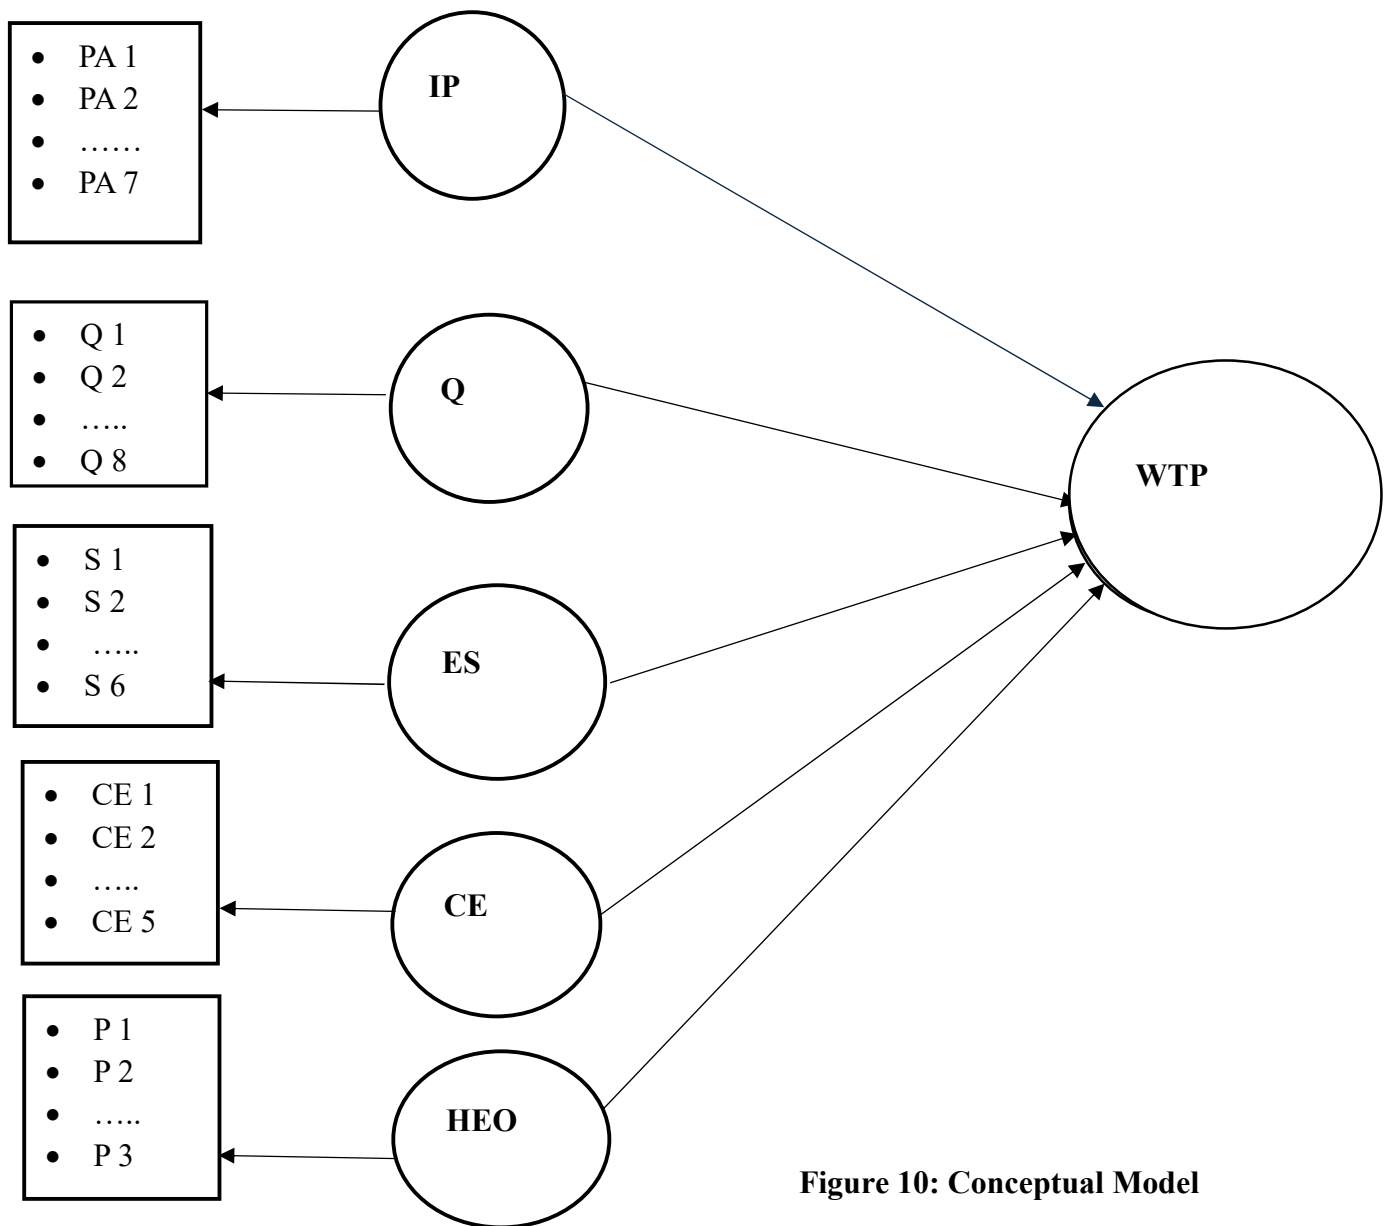 • PA 1
• PA 2
• ……
• PA 7
IP
• Q 1
• Q 2
• …..
• Q 8
Q
WTP
• S 1
• S 2
• …..
• S 6
ES
• CE 1
• CE 2
• …..
• CE 5
CE
• P 1
• P 2
• …..
• P 3
HEO
Figure 10: Conceptual Model